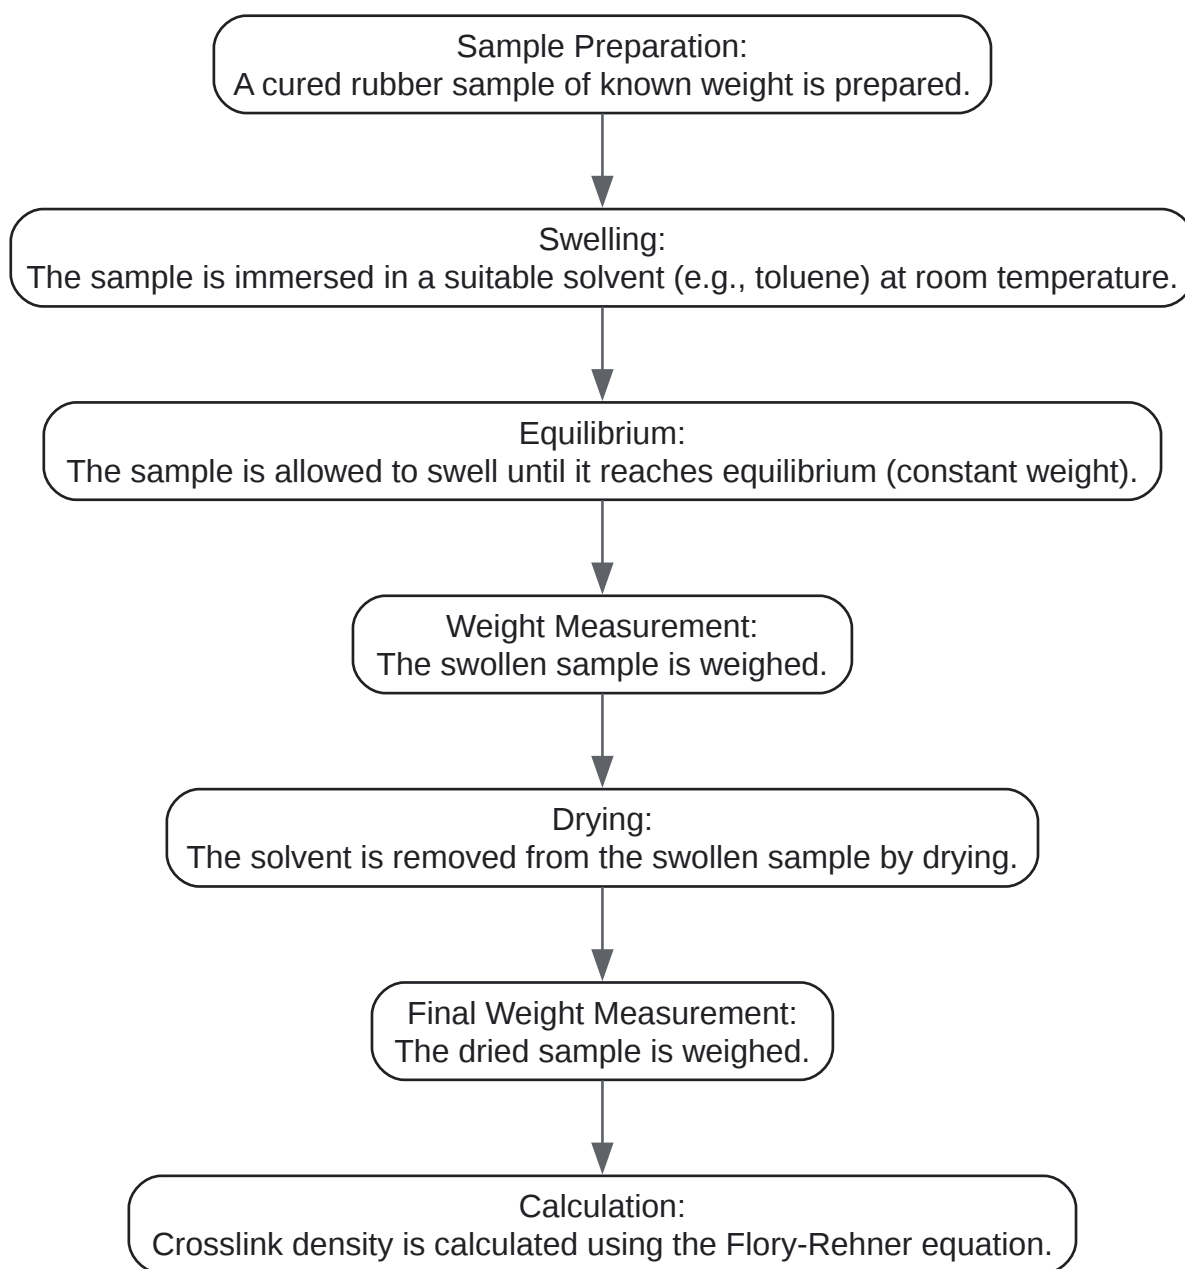 Sample Preparation:
A cured rubber sample of known weight is prepared.
Swelling:
The sample is immersed in a suitable solvent (e.g., toluene) at room temperature.
Equilibrium:
The sample is allowed to swell until it reaches equilibrium (constant weight).
Weight Measurement:
The swollen sample is weighed.
Drying:
The solvent is removed from the swollen sample by drying.
Final Weight Measurement:
The dried sample is weighed.
Calculation:
Crosslink density is calculated using the Flory-Rehner equation.